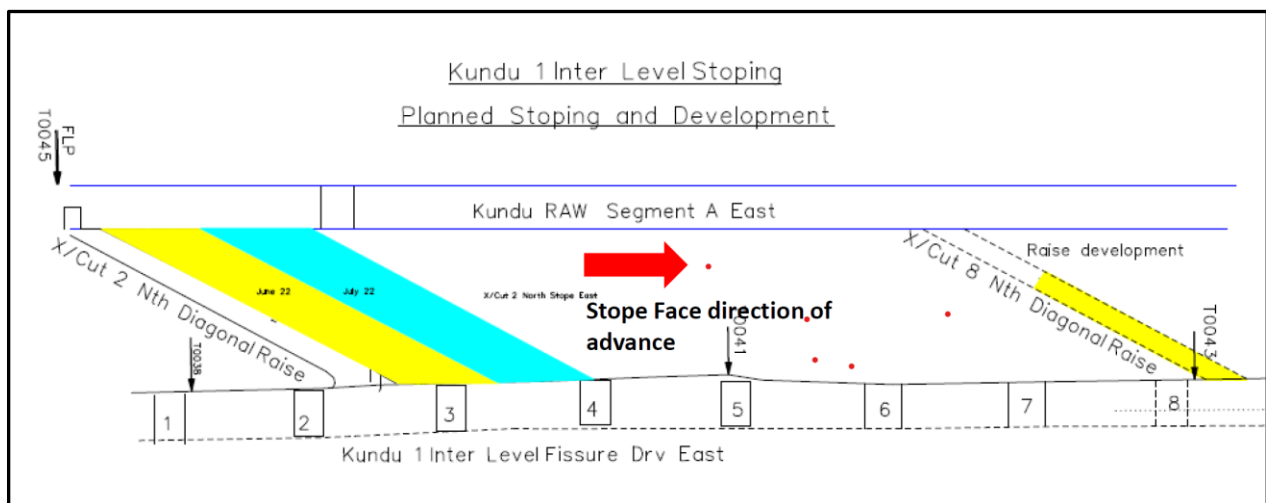 Kundu 1 Inter Level Stoping
Planned Stoping and Development
T0045
FLP
Kundu RAW Segment A East
X/Cut 2 Nth Diagonal Raise
June 22
July 22
X/Cut 2 North Stope East
Stope Face direction of
advance
X/Cut 8 Nth Diagonal Raise
Raise development
T0038
T0041
T0043
1
2
3
4
5
6
7
8
Kundu 1 Inter Level Fissure Drv East